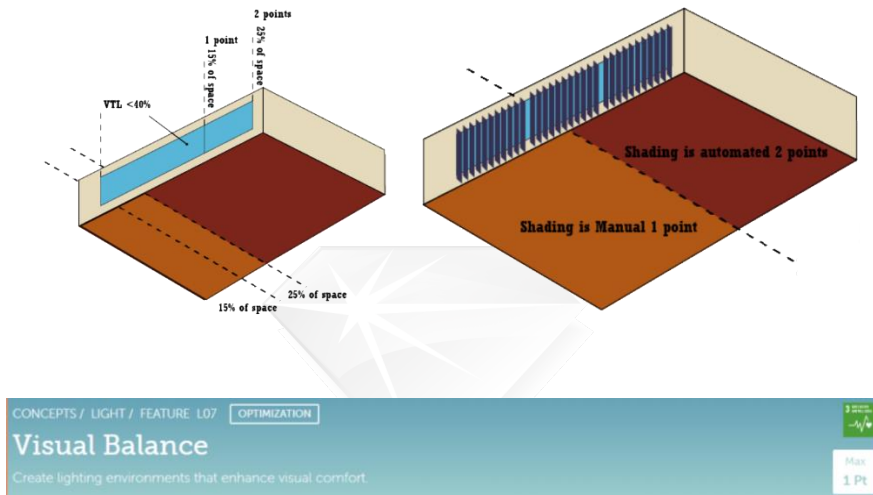 2 points
25% of space
1 point
15% of space
VTL <40%
25% of space
15% of space
Shading is automated 2 points
Shading is Manual 1 point
CONCEPTS / LIGHT / FEATURE L07 OPTIMIZATION
Visual Balance
Create lighting environments that enhance visual comfort.
3
Max
1 Pt